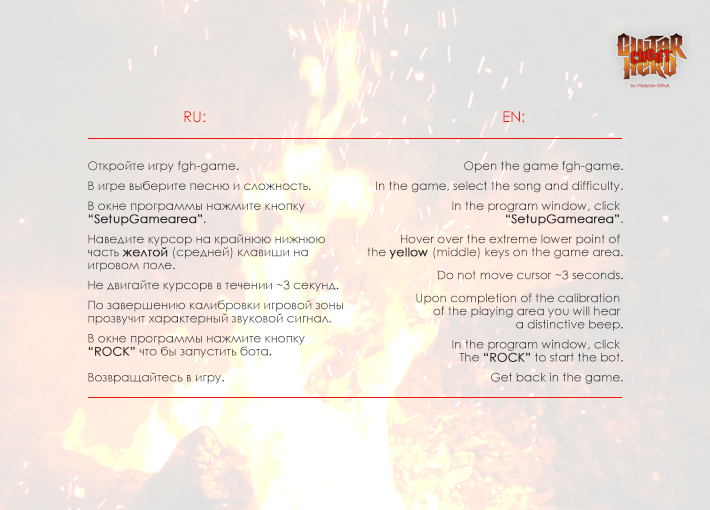 GUITAR
CHEAT
HERO
by Vladyslav Oliinyk
RU:
Откройте игру fgh-game.
В игре выберите песню и сложность.
В окне программы нажмите кнопку
“SetupGamearea”.
Наведите курсор на крайнюю нижнюю
часть желтой (средней) клавиши на
игровом поле.
Не двигайте курсорв в течении ~3 секунд.
По завершению калибровки игровой зоны
прозвучит характерный звуковой сигнал.
В окне программы нажмите кнопку
“ROCK” что бы запустить бота.
Возвращайтесь в игру.
EN:
Open the game fgh-game.
In the game, select the song and difficulty.
In the program window, click
“SetupGamearea”.
Hover over the extreme lower point of
the yellow (middle) keys on the game area.
Do not move cursor ~3 seconds.
Upon completion of the calibration
of the playing area you will hear
a distinctive beep.
In the program window, click
The “ROCK” to start the bot.
Get back in the game.